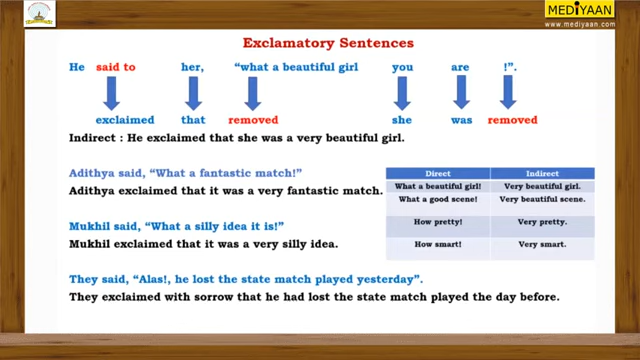 MEDIYAAN
www.mediyaan.com
Exclamatory Sentences
He said to her, “what a beautiful girl you are !”.
exclaimed that removed she was removed
Indirect : He exclaimed that she was a very beautiful girl.
Adithya said, “What a fantastic match!”
Adithya exclaimed that it was a very fantastic match.
Mukhil said, “What a silly idea it is!”
Mukhil exclaimed that it was a very silly idea.
Direct Indirect
What a beautiful girl! Very beautiful girl.
What a good scene! Very beautiful scene.
How pretty! Very pretty.
How smart! Very smart.
They said, “Alas!, he lost the state match played yesterday”.
They exclaimed with sorrow that he had lost the state match played the day before.